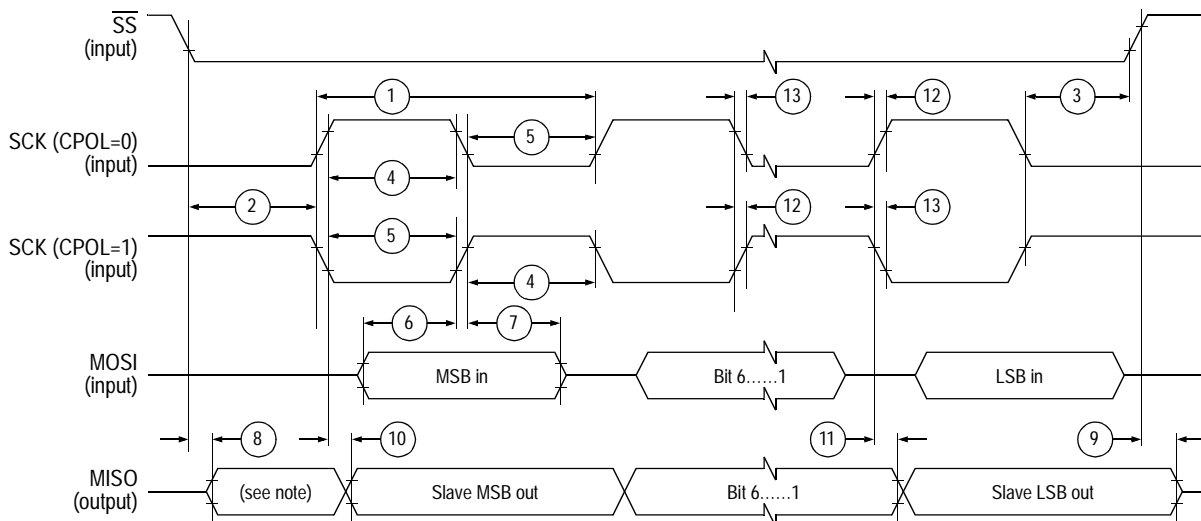 SS
(input)
1
13
12
3
SCK (CPOL=0)
(input)
5
4
2
12
13
SCK (CPOL=1)
(input)
5
4
6
7
MOSI
(input)
MSB in
Bit 6......1
LSB in
8
10
11
9
MISO
(output)
(see note)
Slave MSB out
Bit 6......1
Slave LSB out